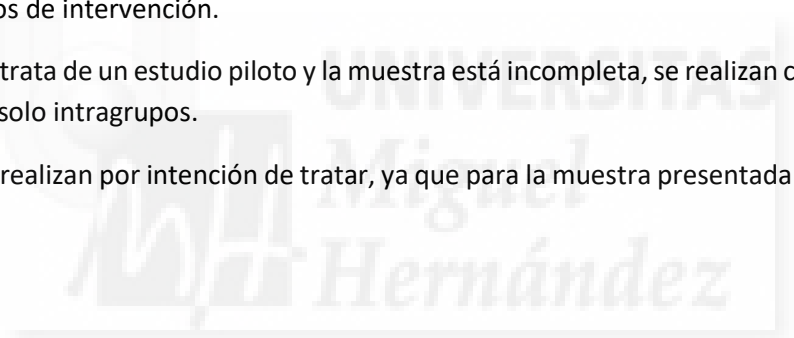 os de intervención.
trata de un estudio piloto y la muestra está incompleta, se realizan
solo intragrupos.
realizan por intención de tratar, ya que para la muestra presentada
UNIVERSITAS
Miguel
Hernández